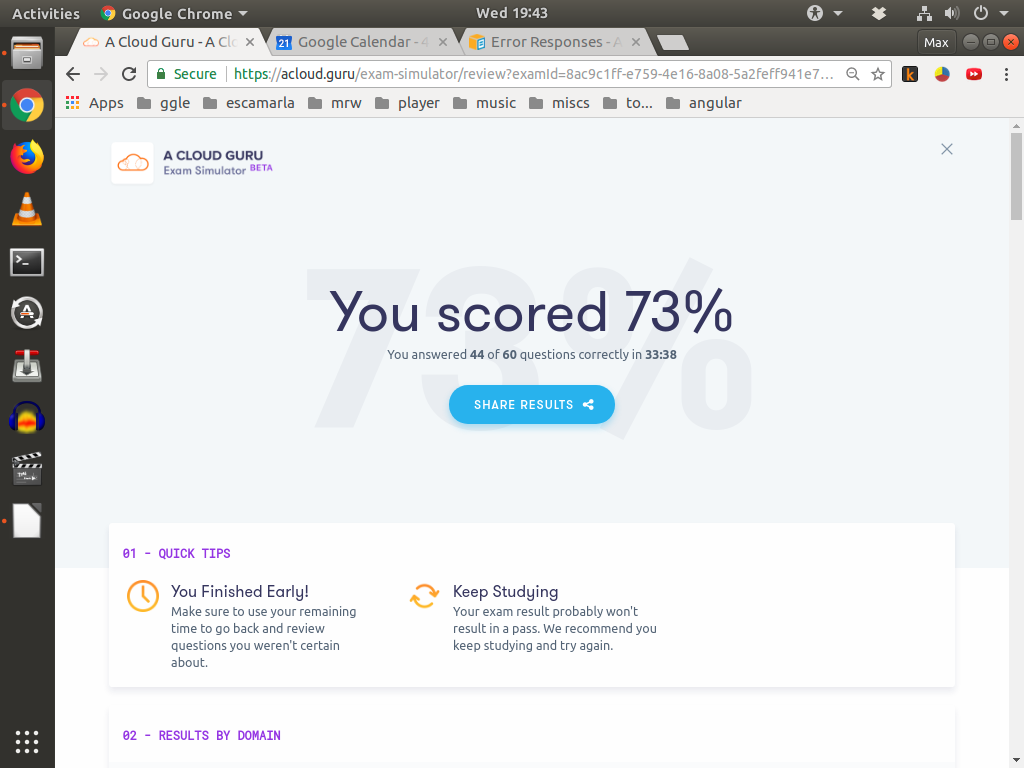 Activities
Google Chrome
Wed 19:43
A Cloud Guru - A Cl
21
Google Calendar - 4
Error Responses - A
Max
Secure
https://acloud.guru/exam-simulator/review?examId=8ac9c1ff-e759-4e16-8a08-5a2feff941e7...
k
Apps
ggle
escamarla
mrw
player
music
miscs
to...
angular
A CLOUD GURU
Exam Simulator BETA
73%
You scored 73%
You answered 44 of 60 questions correctly in 33:38
SHARE RESULTS
01 - QUICK TIPS
You Finished Early!
Make sure to use your remaining
time to go back and review
questions you weren't certain
about.
Keep Studying
Your exam result probably won't
result in a pass. We recommend you
keep studying and try again.
02 - RESULTS BY DOMAIN